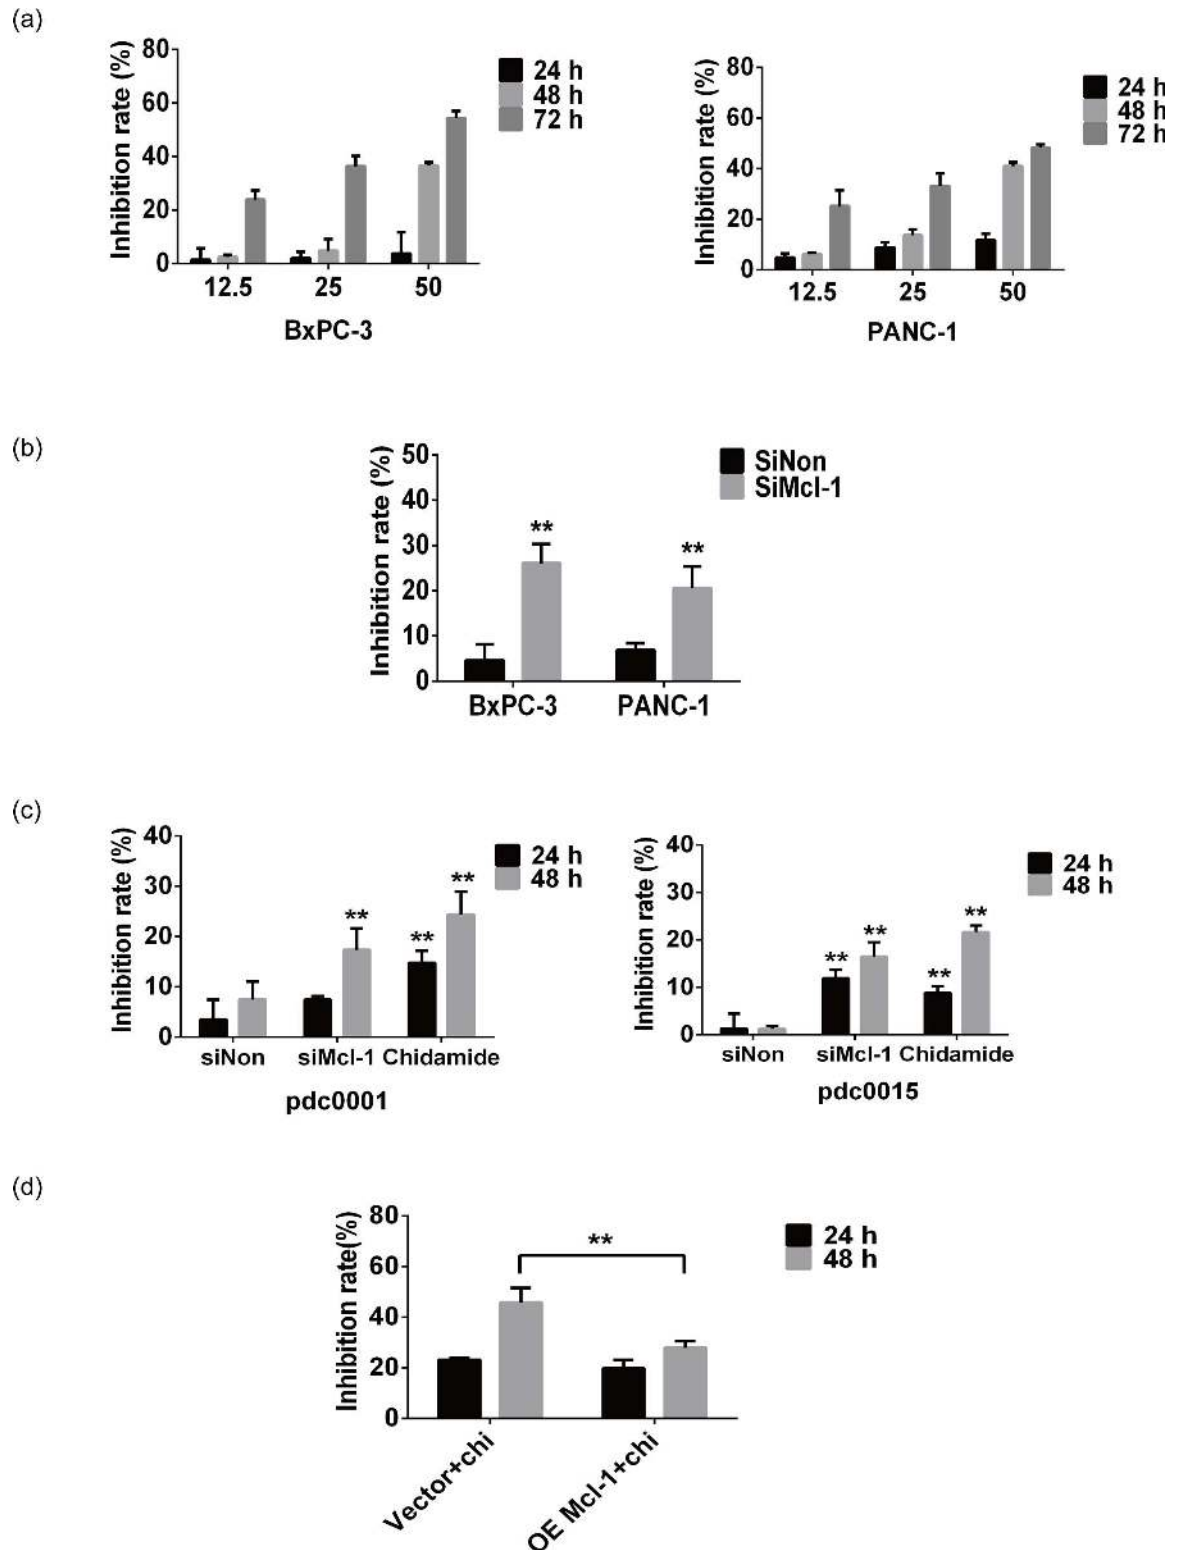 (a)
Inhibition rate (%)
80
60
40
20
0
12.5 25 50
BxPC-3
24 h
48 h
72 h
Inhibition rate (%)
80
60
40
20
0
12.5 25 50
PANC-1
24 h
48 h
72 h
(b)
Inhibition rate (%)
50
40
30
20
10
0
** **
BxPC-3 PANC-1
SiNon
SiMcl-1
(c)
Inhibition rate (%)
40
30
20
10
0
** ** **
siNon siMcl-1 Chidamide
pdc0001
24 h
48 h
Inhibition rate (%)
40
30
20
10
0
** ** ** **
siNon siMcl-1 Chidamide
pdc0015
24 h
48 h
(d)
Inhibition rate(%)
80
60
40
20
0
**
Vector+chi
OE Mcl-1+chi
24 h
48 h